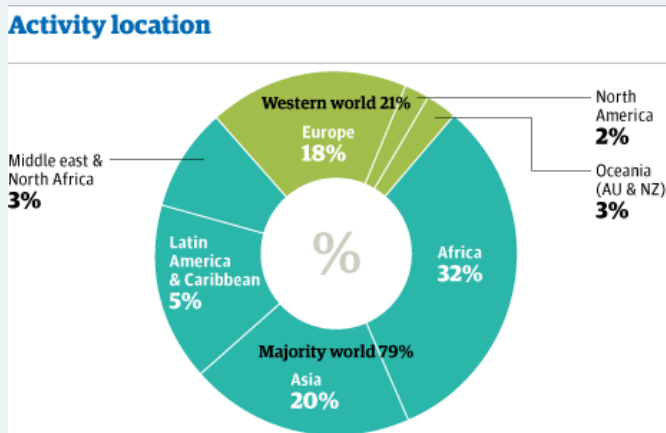 Activity location
Western world 21%
Europe
18%
North
America
2%
Oceania
(AU & NZ)
3%
Middle east &
North Africa
3%
Latin
America
& Caribbean
5%
%
Africa
32%
Majority world 79%
Asia
20%